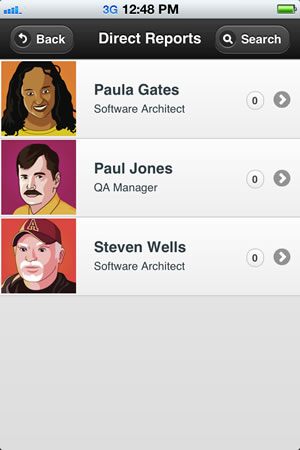 3G 12:48 PM
Back Direct Reports Search
Paula Gates
Software Architect
0
Paul Jones
QA Manager
0
Steven Wells
Software Architect
0
A